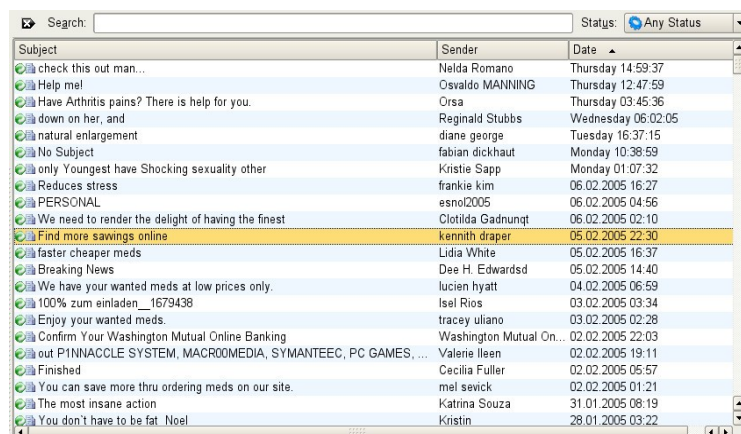 Search: Status: Any Status
Subject Sender Date
check this out man... Nelda Romano Thursday 14:59:37
Help me! Osvaldo MANNING Thursday 12:47:59
Have Arthritis pains? There is help for you. Orsa Thursday 03:45:36
down on her, and Reginald Stubbs Wednesday 06:02:05
natural enlargement diane george Tuesday 16:37:15
No Subject fabian dickhaut Monday 10:38:59
only Youngest have Shocking sexuality other Kristie Sapp Monday 01:07:32
Reduces stress frankie kim 06.02.2005 16:27
PERSONAL esnol2005 06.02.2005 04:56
We need to render the delight of having the finest Clotilda Gadnunqt 06.02.2005 02:10
Find more sawings online kennith draper 05.02.2005 22:30
faster cheaper meds Lidia White 05.02.2005 16:37
Breaking News Dee H. Edwardsd 05.02.2005 14:40
We have your wanted meds at low prices only. lucien hyatt 04.02.2005 06:59
100% zum einladen__1679438 Isel Rios 03.02.2005 03:34
Enjoy your wanted meds. tracey uliano 03.02.2005 02:28
Confirm Your Washington Mutual Online Banking Washington Mutual On... 02.02.2005 22:03
out P1NNACCLE SYSTEM, MACR00MEDIA, SYMANTEEC, PC GAMES, ... Valerie Ileen 02.02.2005 19:11
Finished Cecilia Fuller 02.02.2005 05:57
You can save more thru ordering meds on our site. mel sevick 02.02.2005 01:21
The most insane action Katrina Souza 31.01.2005 08:19
You don`t have to be fat Noel Kristin 28.01.2005 03:22